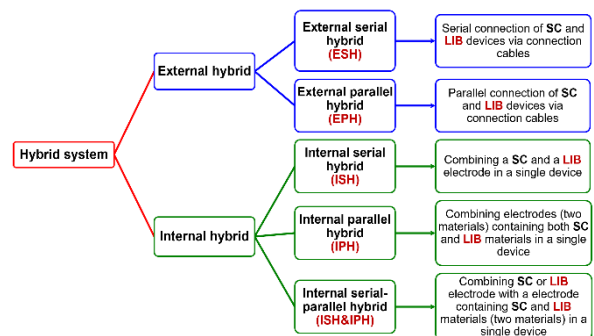 External serial
hybrid
(ESH)
Serial connection of SC and
LIB devices via connection
cables
External hybrid
External parallel
hybrid
(EPH)
Parallel connection of SC
and LIB devices via
connection cables
Hybrid system
Internal serial
hybrid
(ISH)
Combining a SC and a LIB
electrode in a single device
Internal hybrid
Internal parallel
hybrid
(IPH)
Combining electrodes (two
materials) containing both SC
and LIB materials in a single
device
Internal serial-
parallel hybrid
(ISH&IPH)
Combining SC or LIB
electrode with a electrode
containing SC and LIB
materials (two materials) in a
single device